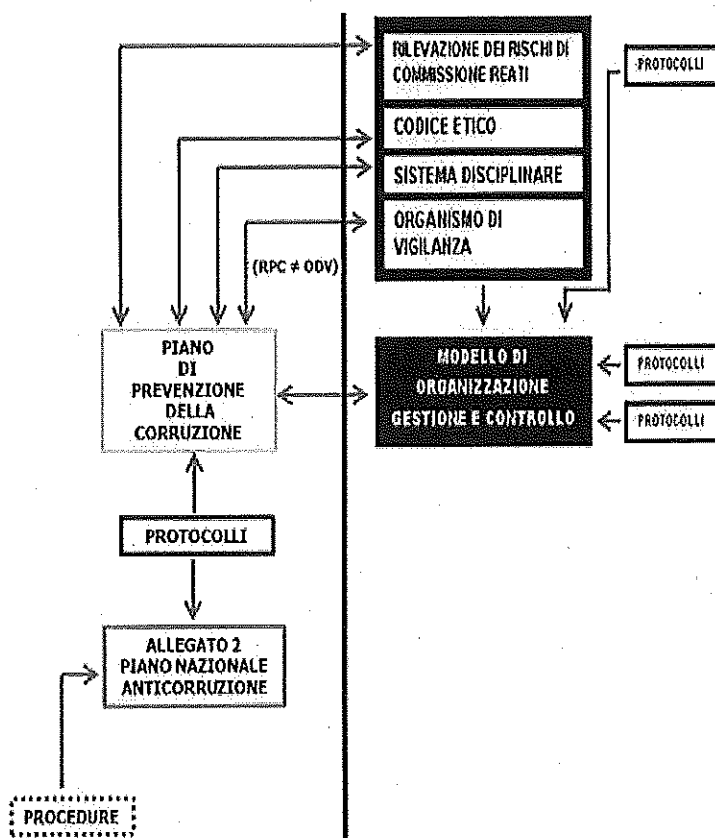 RILEVAZIONE DEI RISCHI DI
COMMISSIONE REATI
PROTOCOLLI
CODICE ETICO
SISTEMA DISCIPLINARE
ORGANISMO DI
VIGILANZA
(RPC ≠ ODV)
PIANO
DI
PREVENZIONE
DELLA
CORRUZIONE
MODELLO DI
ORGANIZZAZIONE
GESTIONE E CONTROLLO
PROTOCOLLI
PROTOCOLLI
PROTOCOLLI
ALLEGATO 2
PIANO NAZIONALE
ANTICORRUZIONE
PROCEDURE